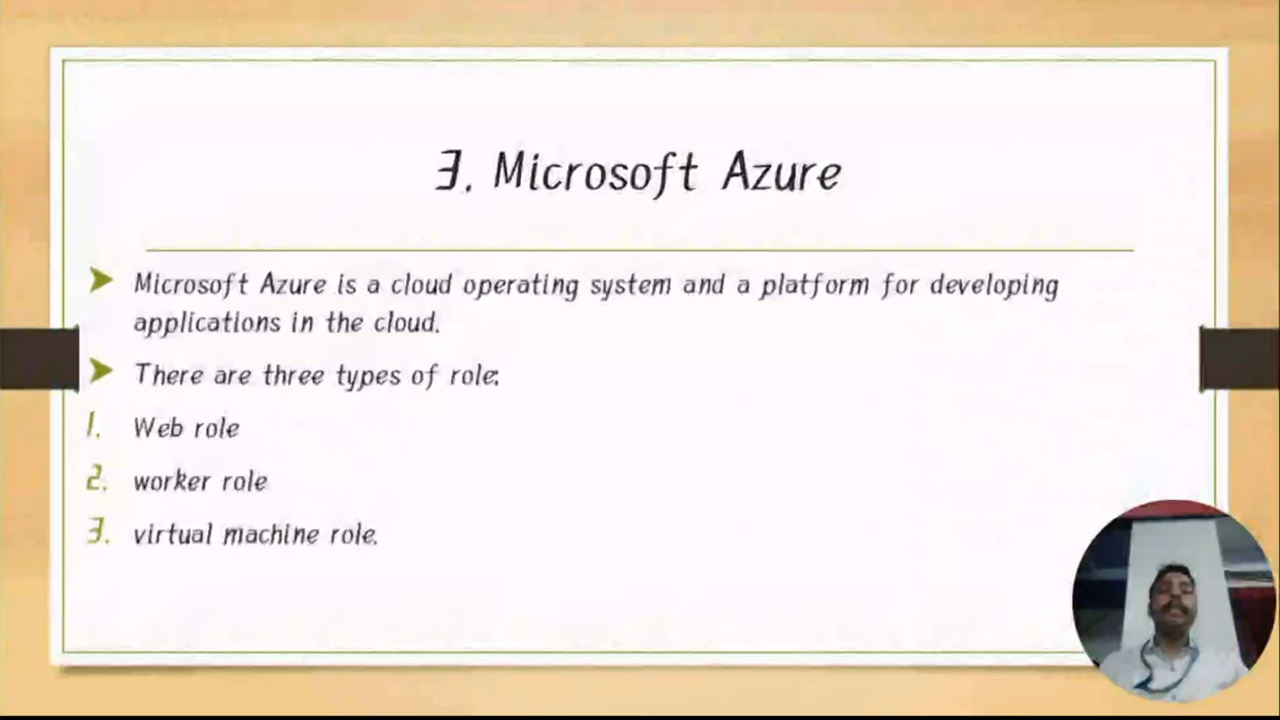 3. Microsoft Azure
Microsoft Azure is a cloud operating system and a platform for developing
applications in the cloud.
There are three types of role:
1. Web role
2. worker role
3. virtual machine role.